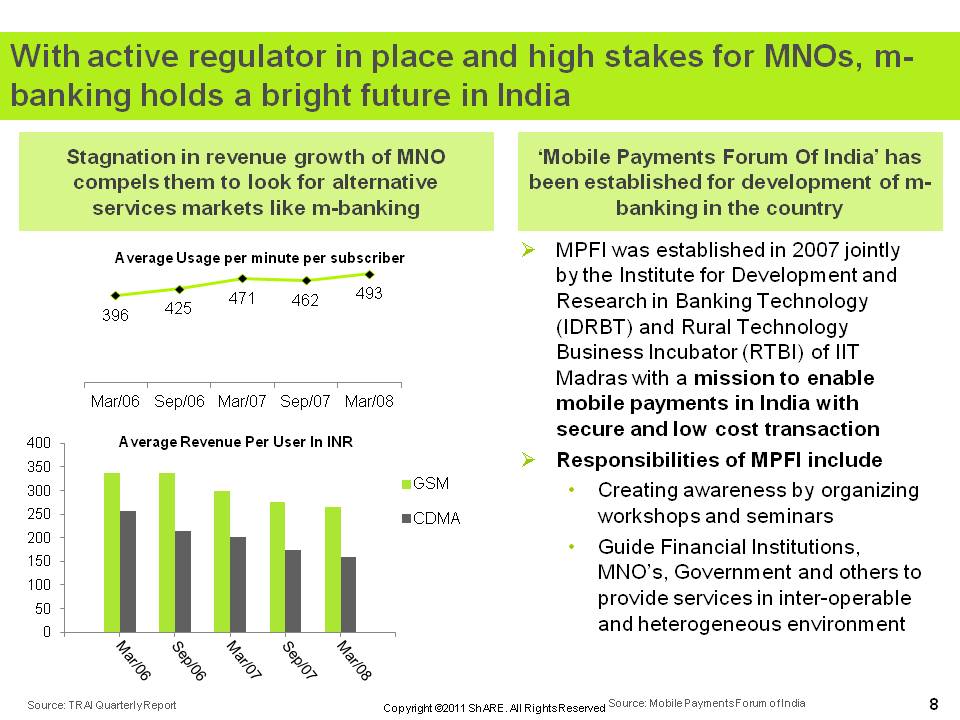 With active regulator in place and high stakes for MNOs, m-
banking holds a bright future in India
Stagnation in revenue growth of MNO
compels them to look for alternative
services markets like m-banking
Average Usage per minute per subscriber
396
425
471
462
493
Mar/06 Sep/06 Mar/07 Sep/07 Mar/08
Average Revenue Per User In INR
400
350
300
250
200
150
100
50
0
GSM
CDMA
Mar/06 Sep/06 Mar/07 Sep/07 Mar/08
Source: TRAI Quarterly Report
‘Mobile Payments Forum Of India’ has
been established for development of m-
banking in the country
➢ MPFI was established in 2007 jointly
by the Institute for Development and
Research in Banking Technology
(IDRBT) and Rural Technology
Business Incubator (RTBI) of IIT
Madras with a mission to enable
mobile payments in India with
secure and low cost transaction
➢ Responsibilities of MPFI include
• Creating awareness by organizing
workshops and seminars
• Guide Financial Institutions,
MNO’s, Government and others to
provide services in inter-operable
and heterogeneous environment
Copyright ©2011 ShARE. All Rights Reserved
Source: Mobile Payments Forum of India
8